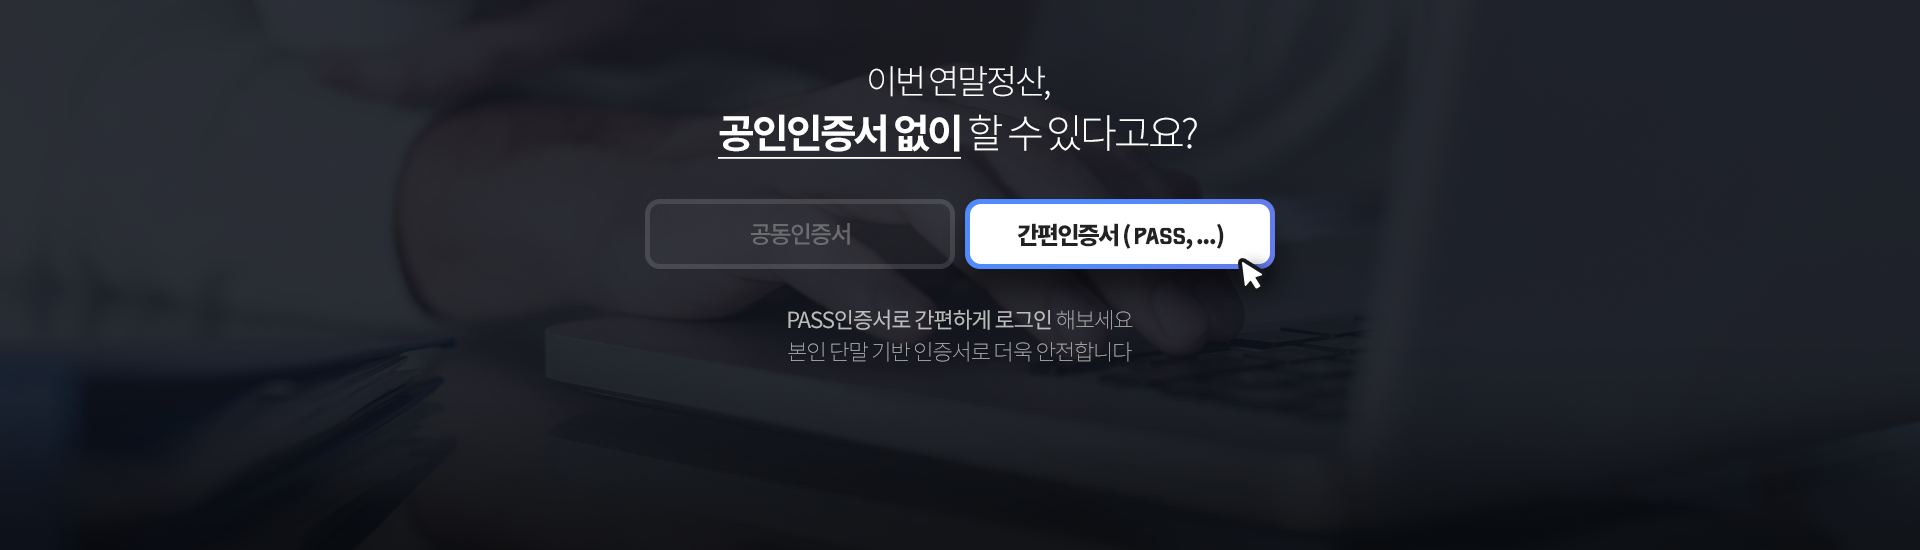 이번 연말정산,
공인인증서 없이 할 수 있다고요?
공동인증서
간편인증서 ( PASS, ...)
PASS인증서로 간편하게 로그인 해보세요
본인 단말 기반 인증서로 더욱 안전합니다